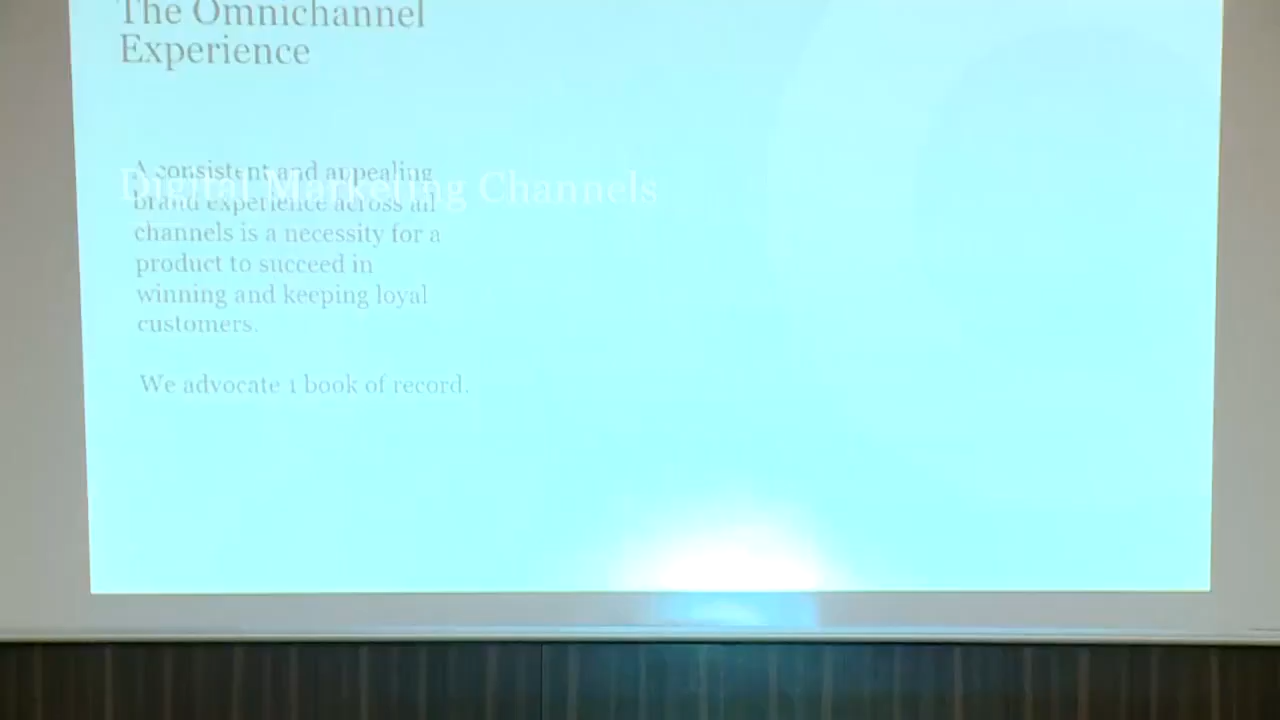 The Omnichannel
Experience
A consistent and appealing
Digital Marketing Channels
brand experience across all
channels is a necessity for a
product to succeed in
winning and keeping loyal
customers.
We advocate 1 book of record.